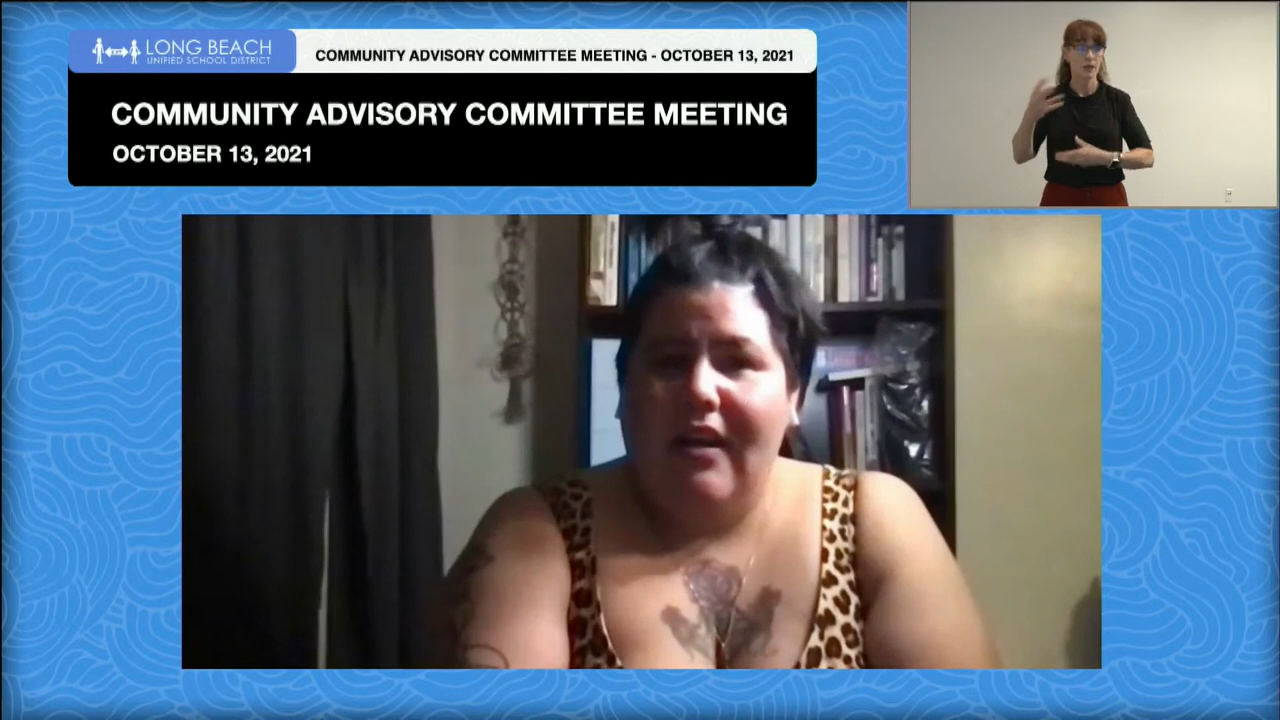 LONG BEACH
UNIFIED SCHOOL DISTRICT
COMMUNITY ADVISORY COMMITTEE MEETING - OCTOBER 13, 2021
COMMUNITY ADVISORY COMMITTEE MEETING
OCTOBER 13, 2021